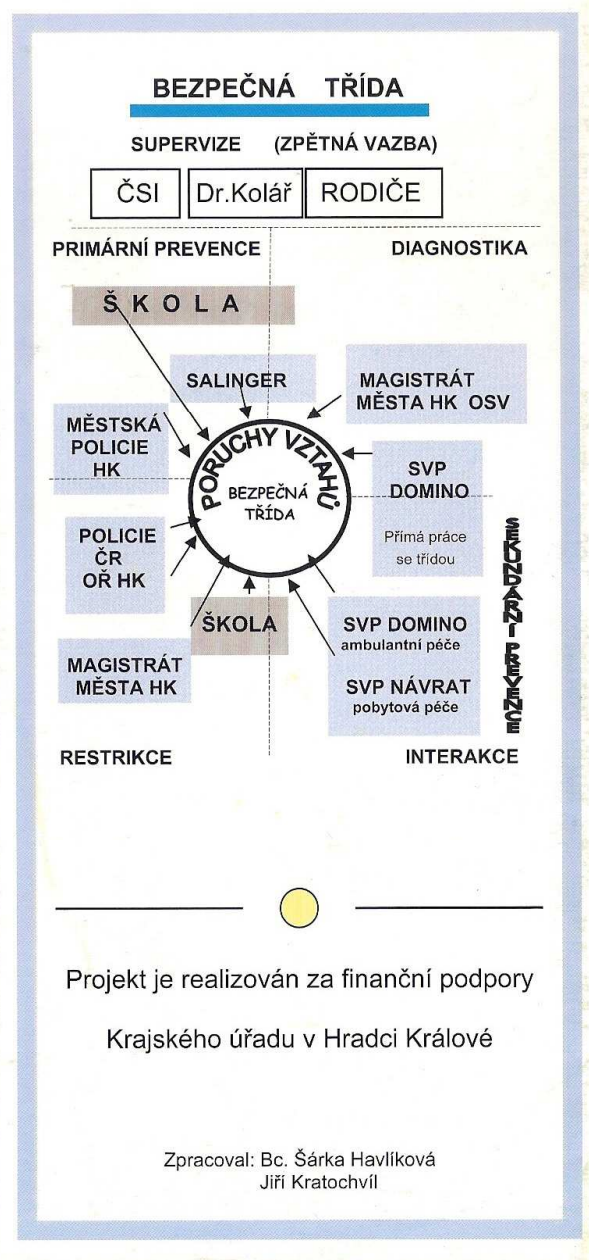 BEZPEČNÁ TŘÍDA
SUPERVIZE (ZPĚTNÁ VAZBA)
ČSI Dr.Kolář RODIČE
PRIMÁRNÍ PREVENCE DIAGNOSTIKA
Š K O L A
SALINGER
MAGISTRÁT
MĚSTA HK OSV
MĚSTSKÁ
POLICIE
HK
PORUCHY VZTAHŮ
BEZPEČNÁ
TŘÍDA
SVP
DOMINO
Přímá práce
se třídou
POLICIE
ČR
OŘ HK
SEKUNDÁRNÍ PREVENCE
ŠKOLA
SVP DOMINO
ambulantní péče
MAGISTRÁT
MĚSTA HK
SVP NÁVRAT
pobytová péče
RESTRIKCE INTERAKCE
Projekt je realizován za finanční podpory
Krajského úřadu v Hradci Králové
Zpracoval: Bc. Šárka Havlíková
Jiří Kratochvíl